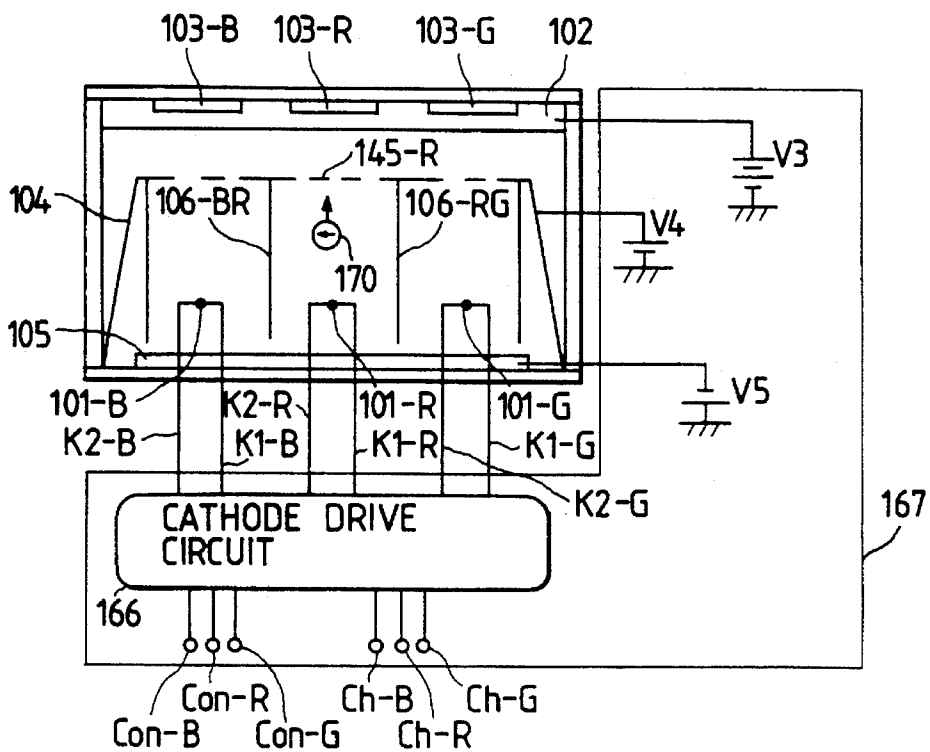 103-B 103-R 103-G 102
145-R
V3
104
106-BR 106-RG
V4
170
105
101-B K2-R 101-R 101-G
V5
K2-B K1-B K1-R K1-G
K2-G
CATHODE DRIVE
CIRCUIT
167
166
Con-R Ch-B Ch-G
Con-B Con-G Ch-R